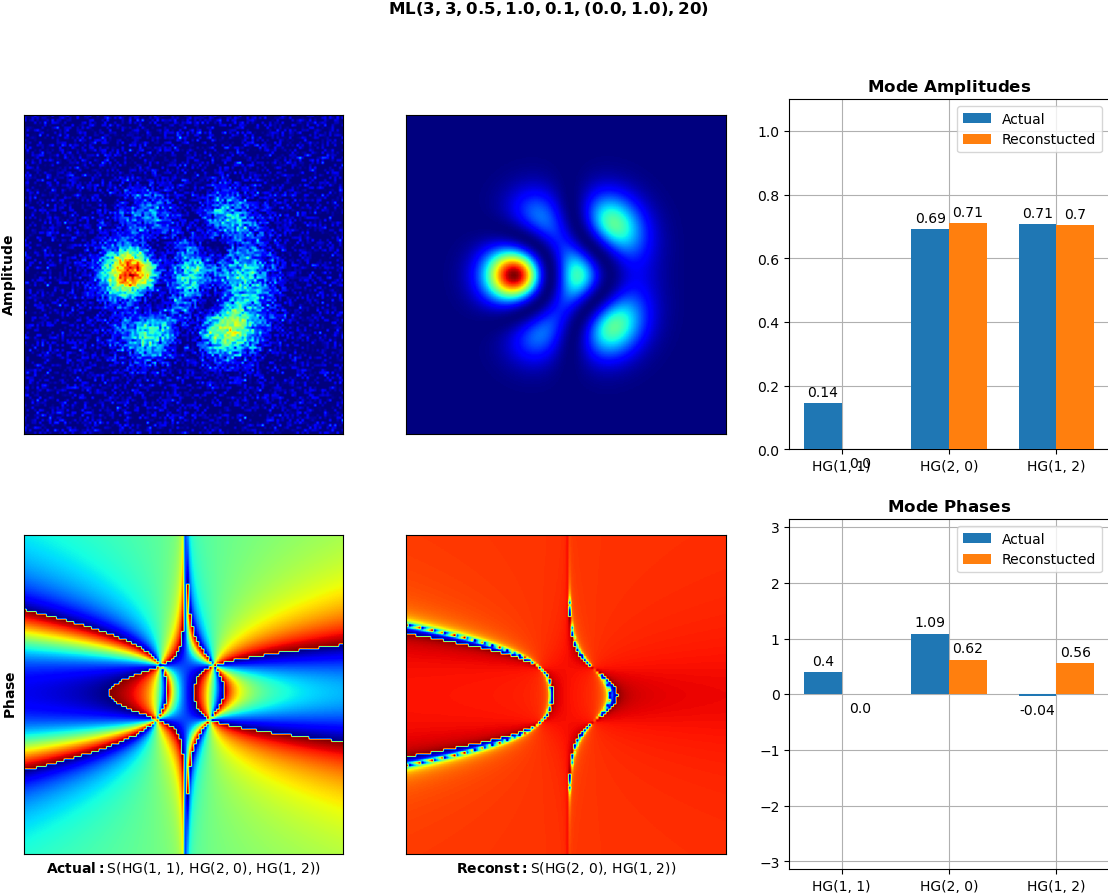 ML(3, 3, 0.5, 1.0, 0.1, (0.0, 1.0), 20)
Amplitude
Mode Amplitudes
Actual
Reconstucted
1.0
0.8
0.6
0.4
0.2
0.0
0.14
0.0
0.69
0.71
0.71
0.7
HG(1, 1)
HG(2, 0)
HG(1, 2)
Phase
Actual: S(HG(1, 1), HG(2, 0), HG(1, 2))
Reconst: S(HG(2, 0), HG(1, 2))
Mode Phases
Actual
Reconstucted
3
2
1
0
−1
−2
−3
0.4
0.0
1.09
0.62
-0.04
0.56
HG(1, 1)
HG(2, 0)
HG(1, 2)